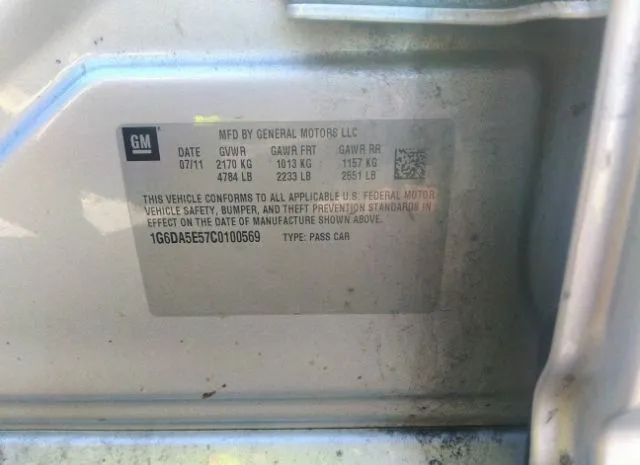 GM
MFD BY GENERAL MOTORS LLC
DATE GVWR GAWR FRT GAWR RR
07/11 2170 KG 1013 KG 1157 KG
4784 LB 2233 LB 2551 LB
THIS VEHICLE CONFORMS TO ALL APPLICABLE U.S. FEDERAL MOTOR
VEHICLE SAFETY, BUMPER, AND THEFT PREVENTION STANDARDS IN
EFFECT ON THE DATE OF MANUFACTURE SHOWN ABOVE.
1G6DA5E57C0100569 TYPE: PASS CAR